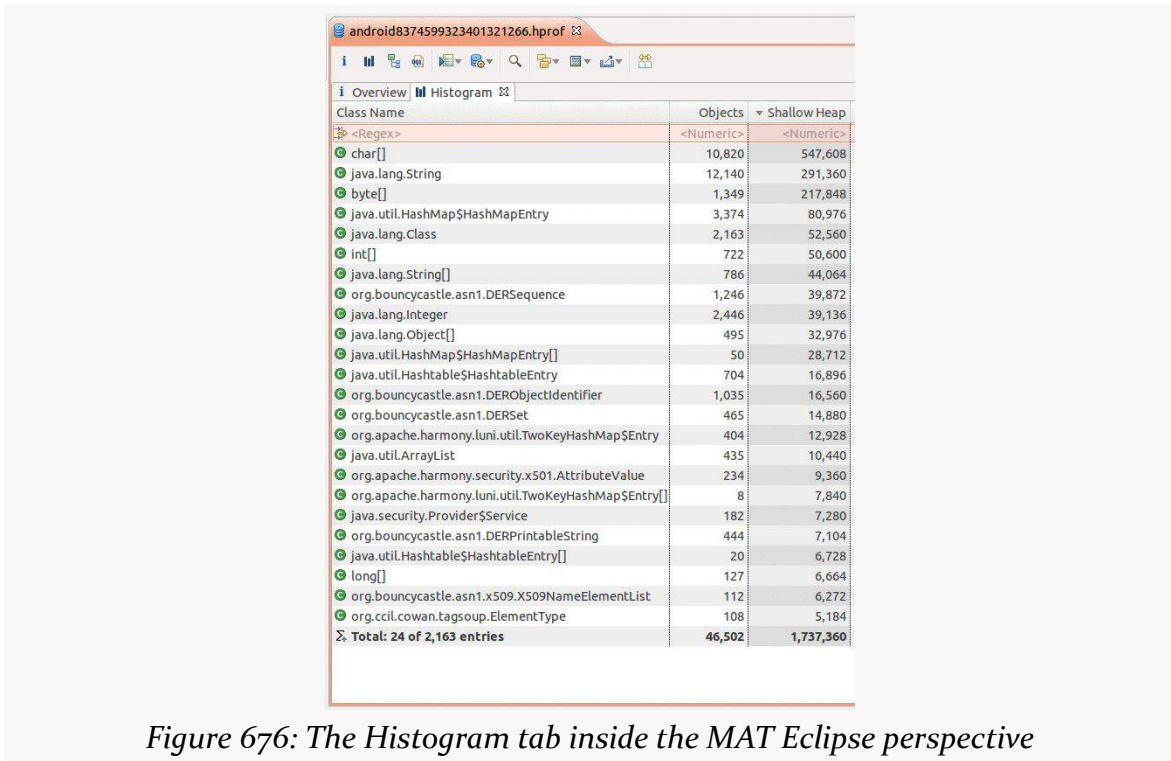 android8374599323401321266.hprof
i Overview Histogram
Class Name Objects Shallow Heap
<Regex> <Numeric> <Numeric>
char[] 10,820 547,608
java.lang.String 12,140 291,360
byte[] 1,349 217,848
java.util.HashMap$HashMapEntry 3,374 80,976
java.lang.Class 2,163 52,560
int[] 722 50,600
java.lang.String[] 786 44,064
org.bouncycastle.asn1.DERSequence 1,246 39,872
java.lang.Integer 2,446 39,136
java.lang.Object[] 495 32,976
java.util.HashMap$HashMapEntry[] 50 28,712
java.util.Hashtable$HashtableEntry 704 16,896
org.bouncycastle.asn1.DERObjectIdentifier 1,035 16,560
org.bouncycastle.asn1.DERSet 465 14,880
org.apache.harmony.luni.util.TwoKeyHashMap$Entry 404 12,928
java.util.ArrayList 435 10,440
org.apache.harmony.security.x501.AttributeValue 234 9,360
org.apache.harmony.luni.util.TwoKeyHashMap$Entry[] 8 7,840
java.security.Provider$Service 182 7,280
org.bouncycastle.asn1.DERPrintableString 444 7,104
java.util.Hashtable$HashtableEntry[] 20 6,728
long[] 127 6,664
org.bouncycastle.asn1.x509.X509NameElementList 112 6,272
org.ccil.cowan.tagsoup.ElementType 108 5,184
Σ Total: 24 of 2,163 entries 46,502 1,737,360
Figure 676: The Histogram tab inside the MAT Eclipse perspective